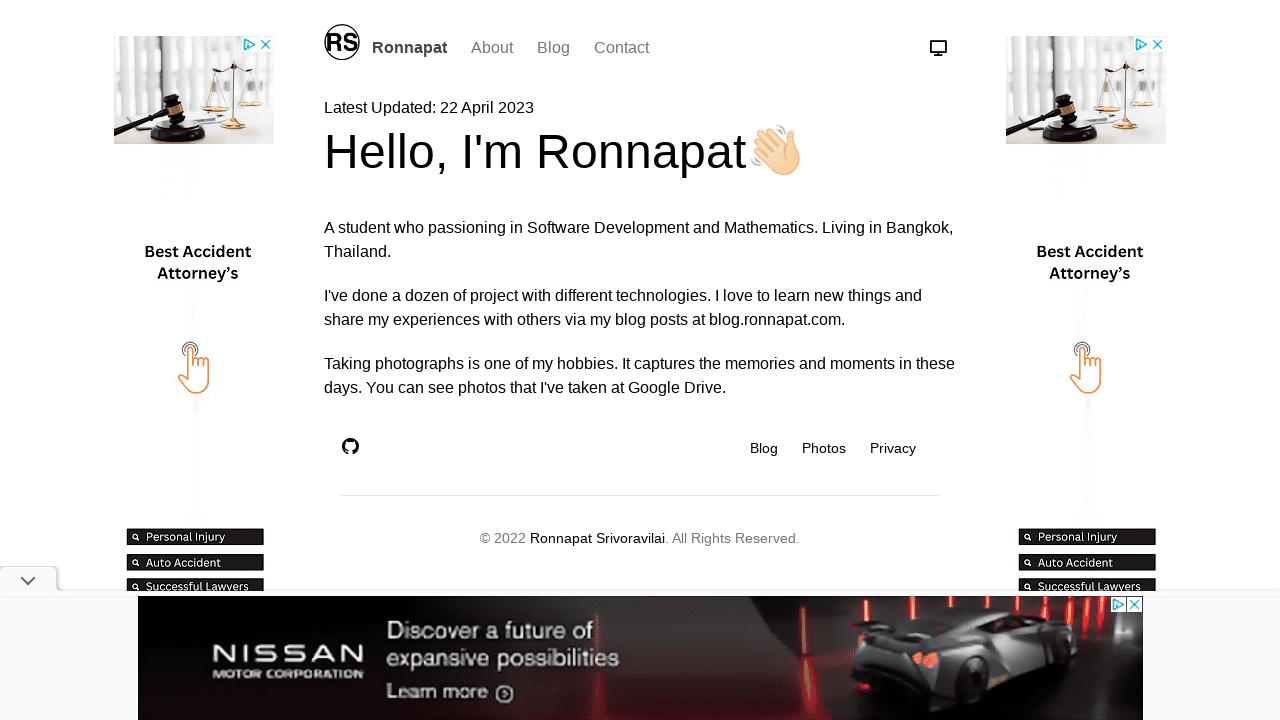 RS
Ronnapat About Blog Contact
Latest Updated: 22 April 2023
Hello, I'm Ronnapat👋🏻
A student who passioning in Software Development and Mathematics. Living in Bangkok,
Thailand.
I've done a dozen of project with different technologies. I love to learn new things and
share my experiences with others via my blog posts at blog.ronnapat.com.
Taking photographs is one of my hobbies. It captures the memories and moments in these
days. You can see photos that I've taken at Google Drive.
Blog Photos Privacy
© 2022 Ronnapat Srivoravilai. All Rights Reserved.
Best Accident
Attorney's
Personal Injury
Auto Accident
Successful Lawyers
Best Accident
Attorney's
Personal Injury
Auto Accident
Successful Lawyers
NISSAN
MOTOR CORPORATION
Discover a future of
expansive possibilities
Learn more